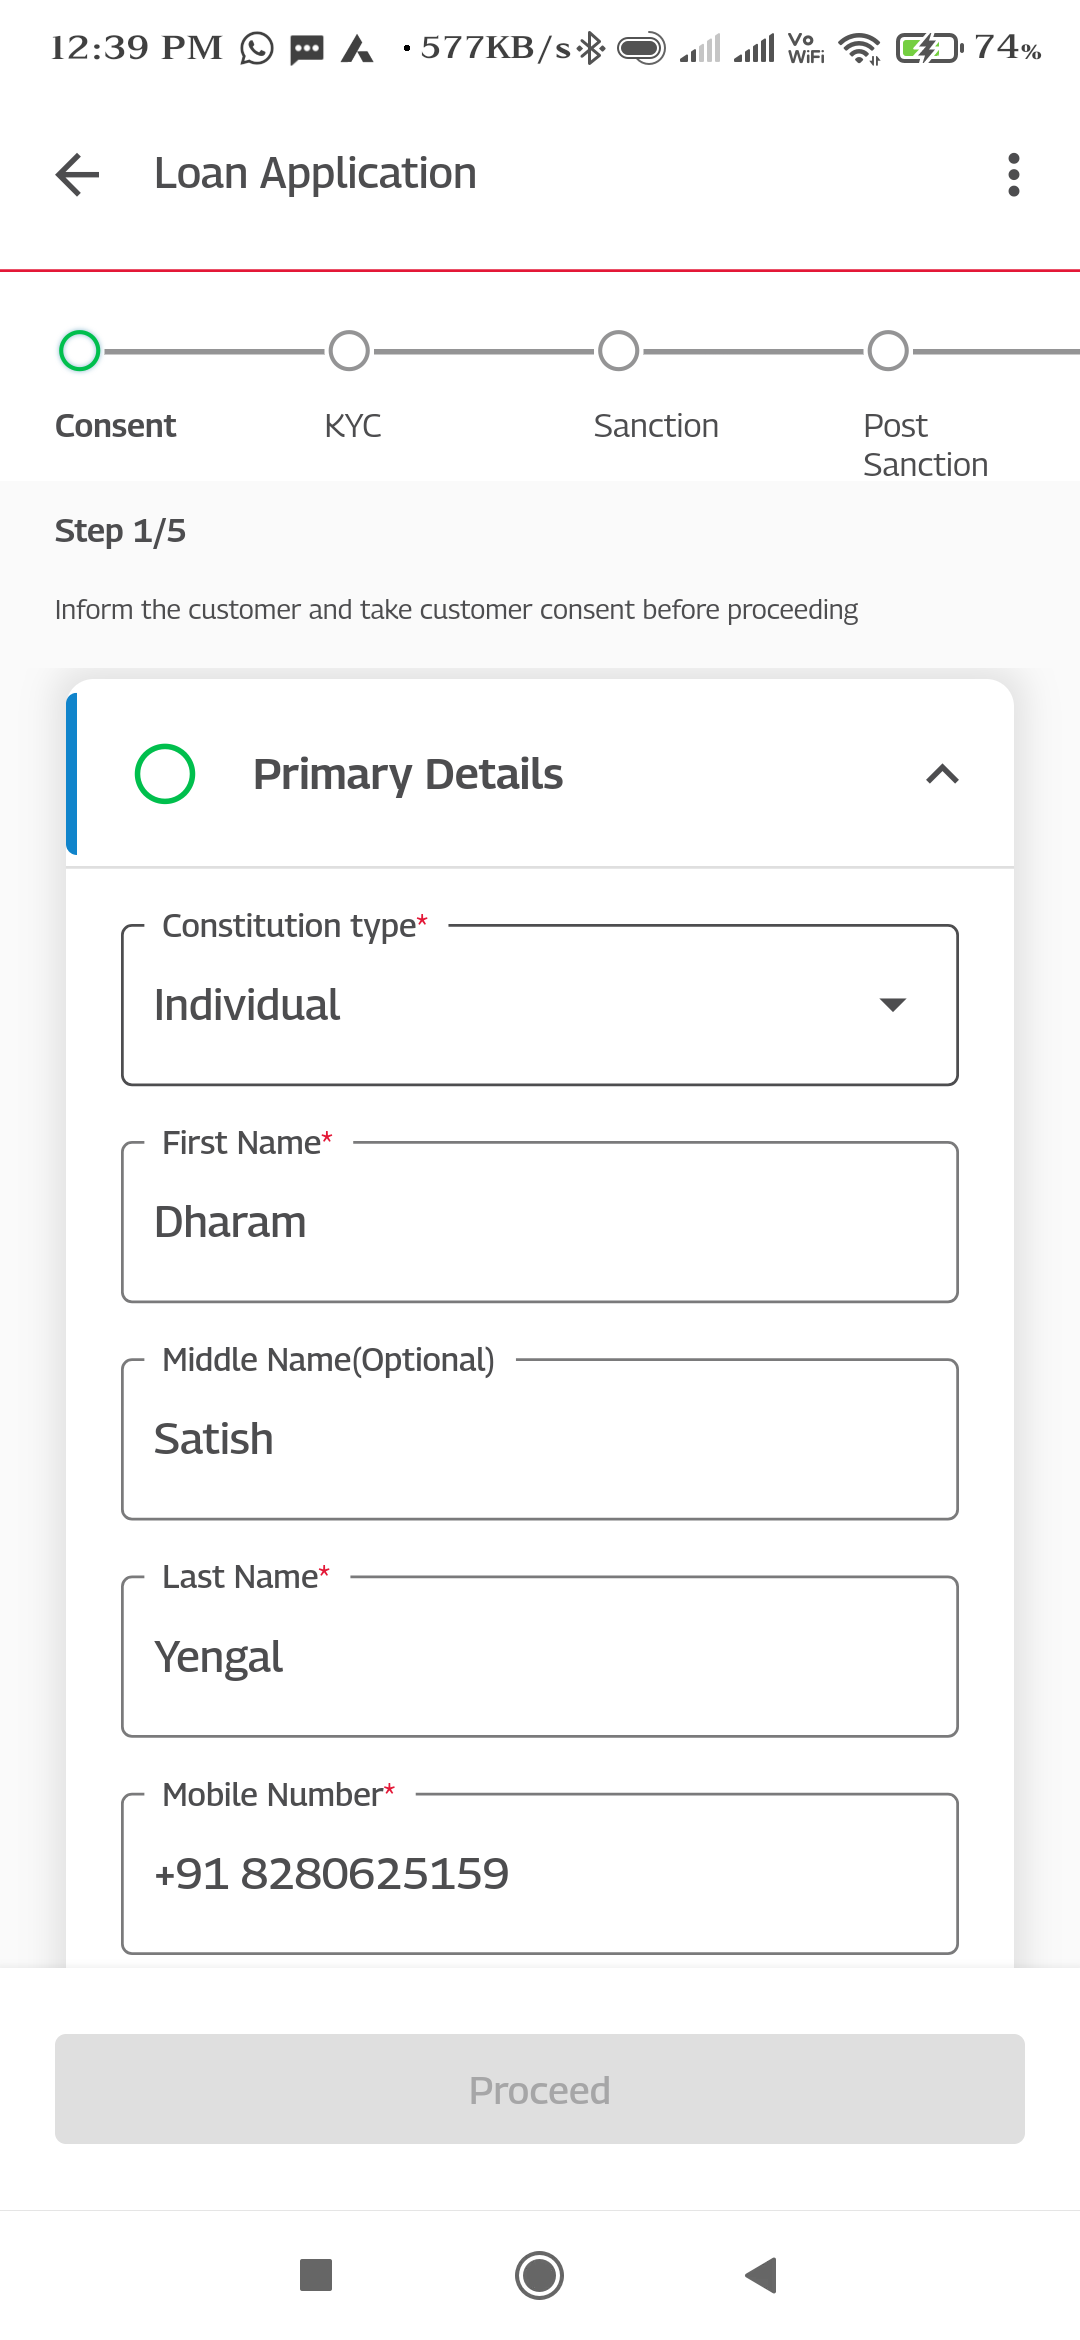 12:39 PM 577KB/s Vo WiFi 74%
Loan Application
Consent KYC Sanction Post Sanction
Step 1/5
Inform the customer and take customer consent before proceeding
Primary Details
Constitution type*
Individual
First Name*
Dharam
Middle Name(Optional)
Satish
Last Name*
Yengal
Mobile Number*
+91 8280625159
Proceed